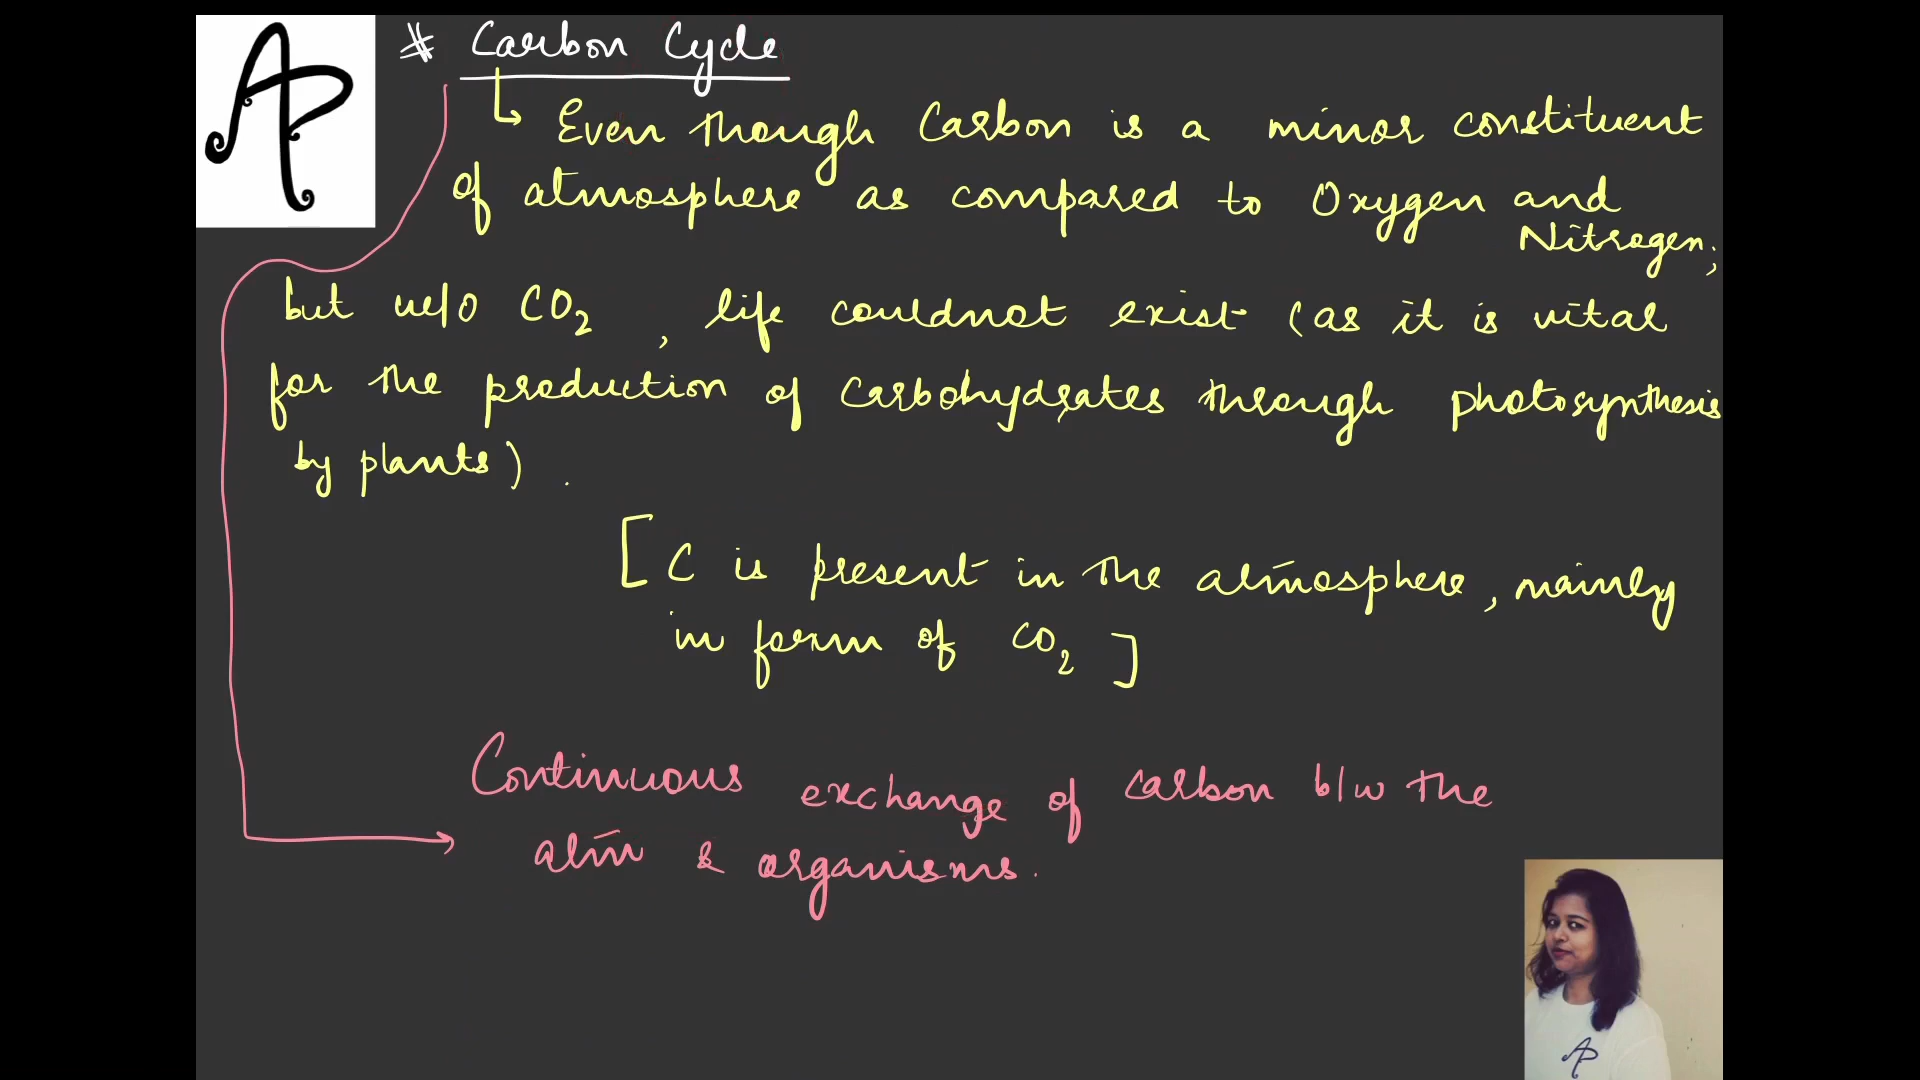 AP
# Carbon Cycle
Even though Carbon is a minor constituent
of atmosphere as compared to Oxygen and
Nitrogen;
but w/o CO₂, life couldnot exist (as it is vital
for the production of carbohydrates through photosynthesis
by plants).
[C is present in the atmosphere, mainly
in form of CO₂]
Continuous exchange of carbon b/w the
atm & organisms.
AP